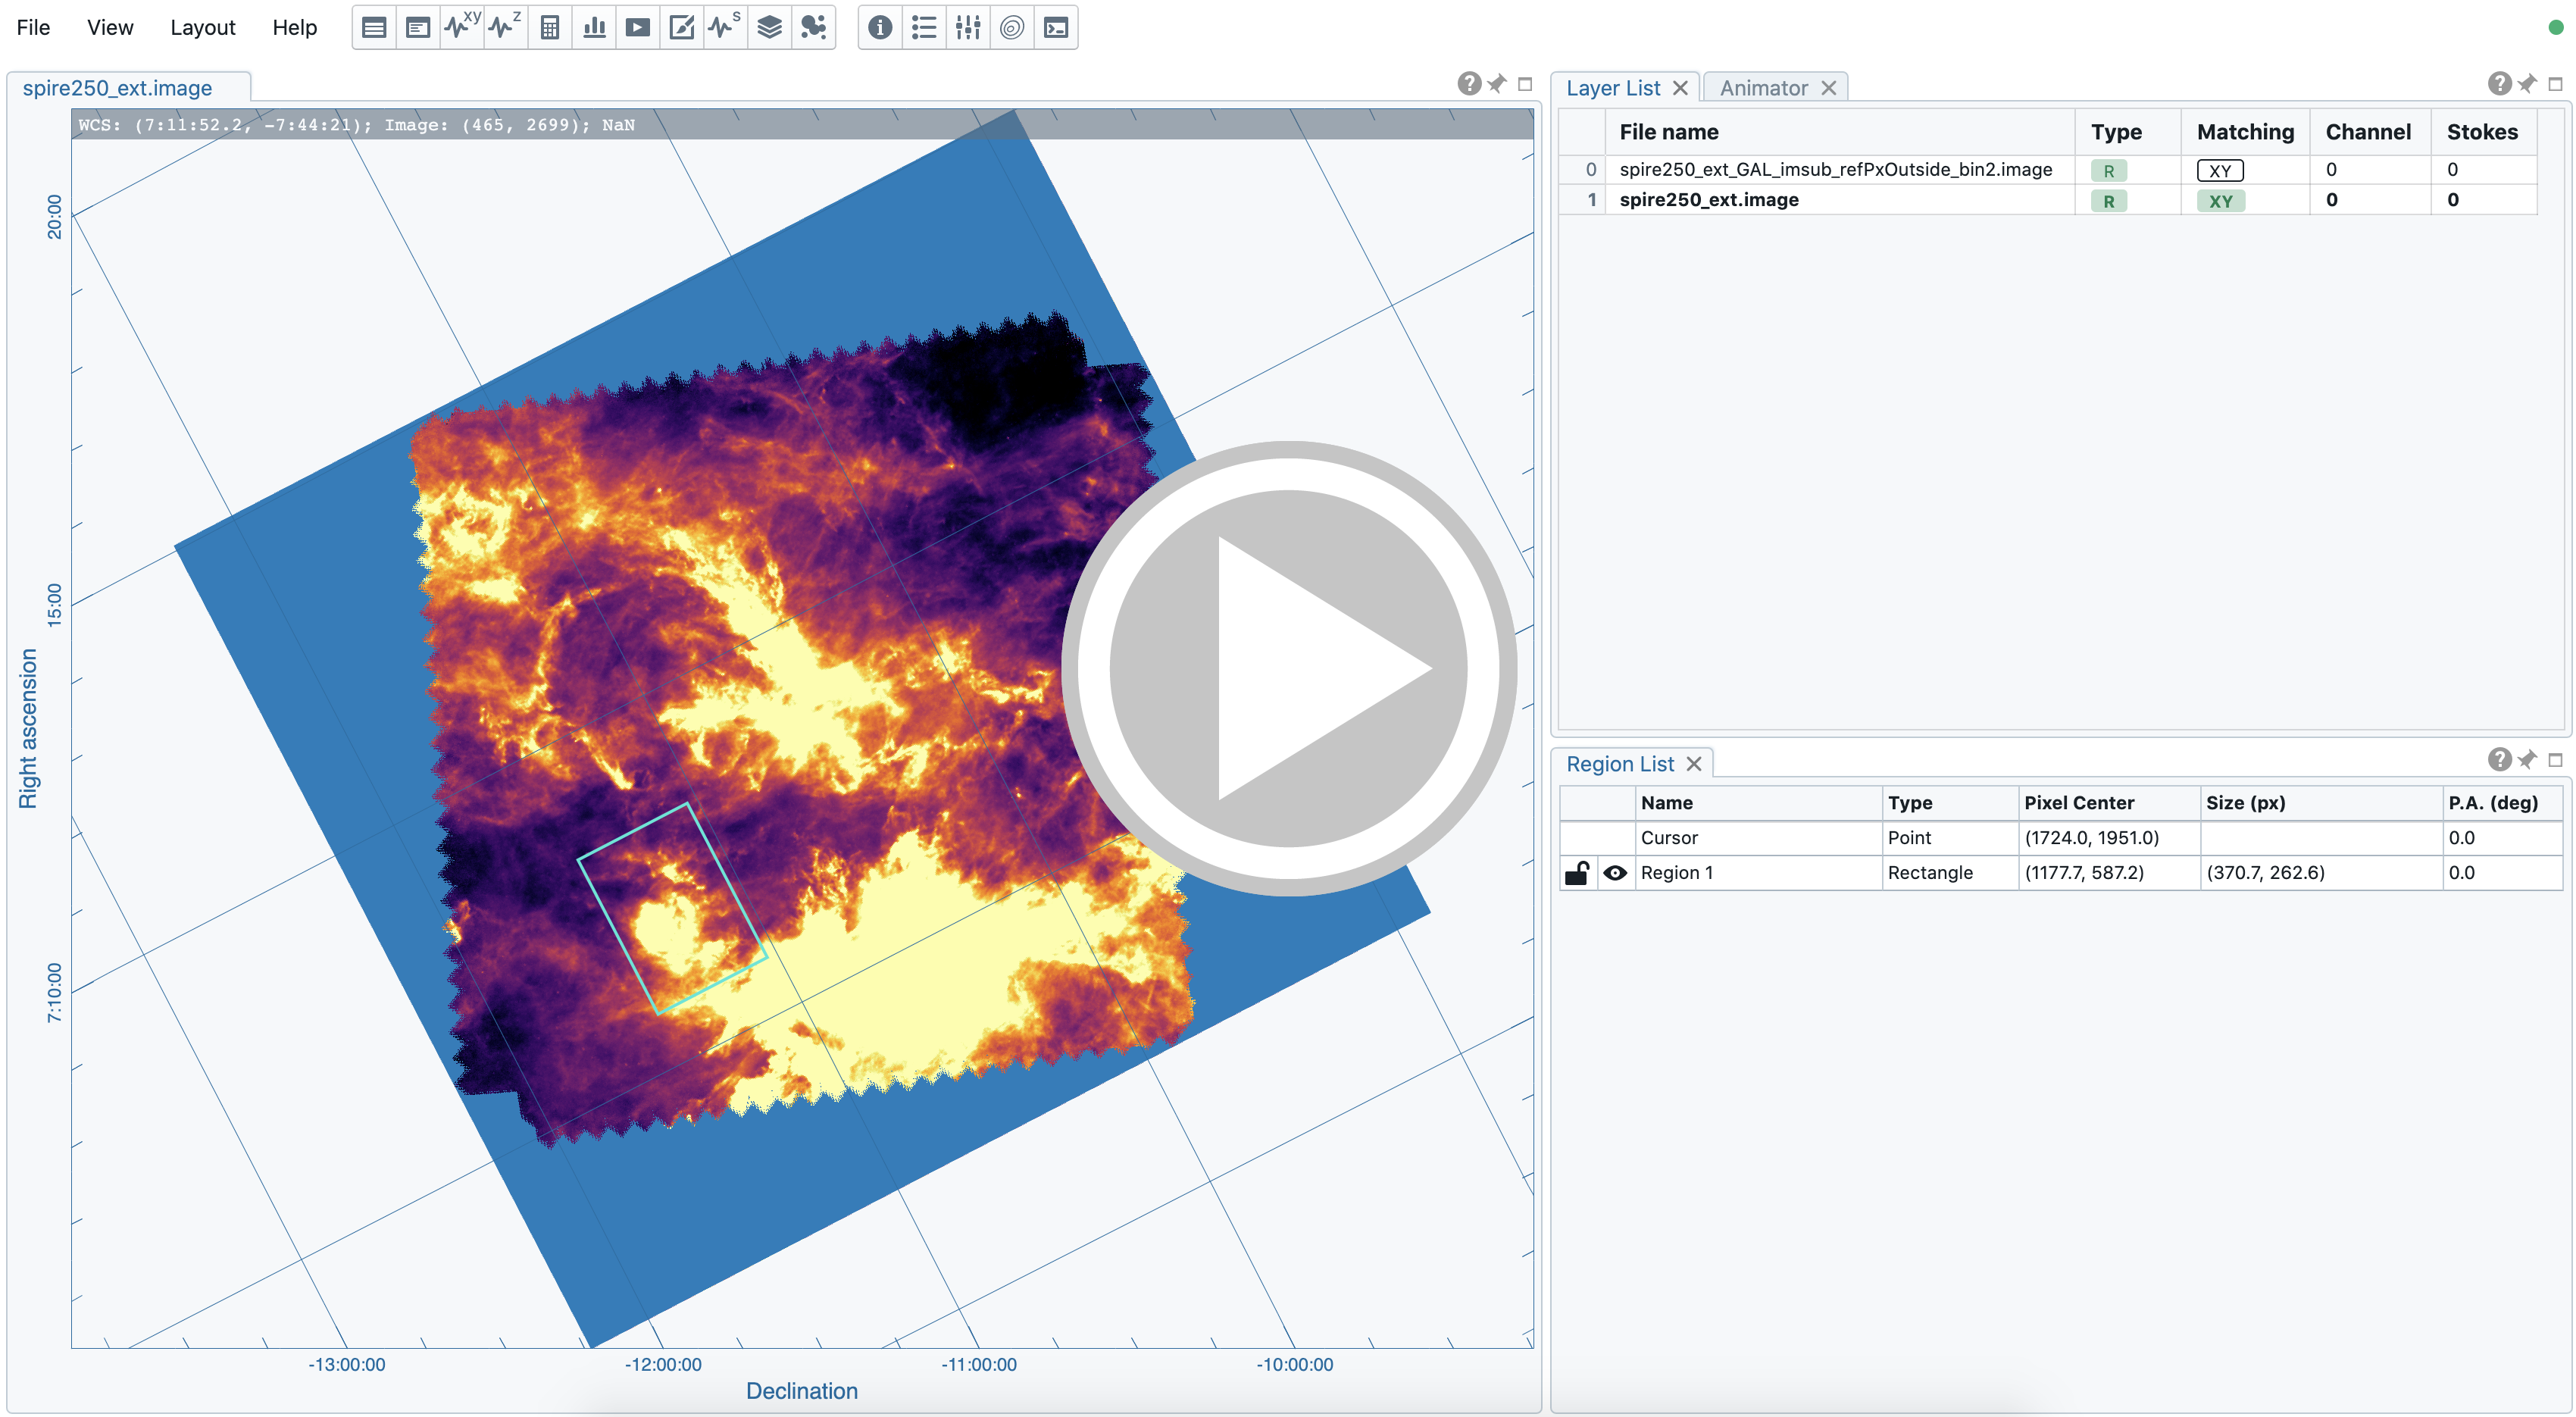 File View Layout Help
xy z s
spire250_ext.image
WCS: (7:11:52.2, -7:44:21); Image: (465, 2699); NaN
20:00
15:00
7:10:00
Right ascension
-13:00:00 -12:00:00 -11:00:00 -10:00:00
Declination
Layer List Animator
File name Type Matching Channel Stokes
0 spire250_ext_GAL_imsub_refPxOutside_bin2.image R XY 0 0
1 spire250_ext.image R XY 0 0
Region List
Name Type Pixel Center Size (px) P.A. (deg)
Cursor Point (1724.0, 1951.0) 0.0
Region 1 Rectangle (1177.7, 587.2) (370.7, 262.6) 0.0